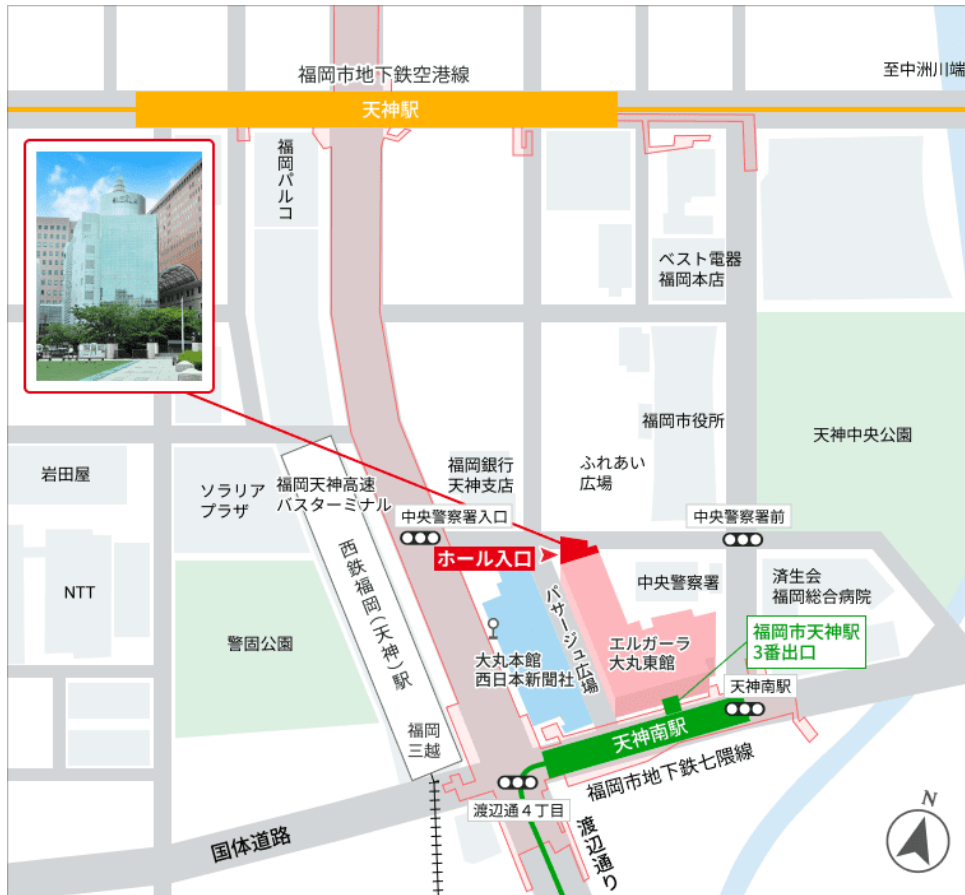 福岡市地下鉄空港線
至中洲川端
天神駅
福岡パルコ
ベスト電器
福岡本店
福岡市役所
天神中央公園
岩田屋
ソラリア
プラザ
福岡天神高速
バスターミナル
福岡銀行
天神支店
ふれあい
広場
中央警察署入口
中央警察署前
ホール入口
NTT
西鉄福岡(天神)駅
パサージュ広場
中央警察署
済生会
福岡総合病院
警固公園
大丸本館
西日本新聞社
エルガーラ
大丸東館
福岡市天神駅
3番出口
天神南駅
天神南駅
福岡
三越
福岡市地下鉄七隈線
渡辺通4丁目
渡辺通り
国体道路
N